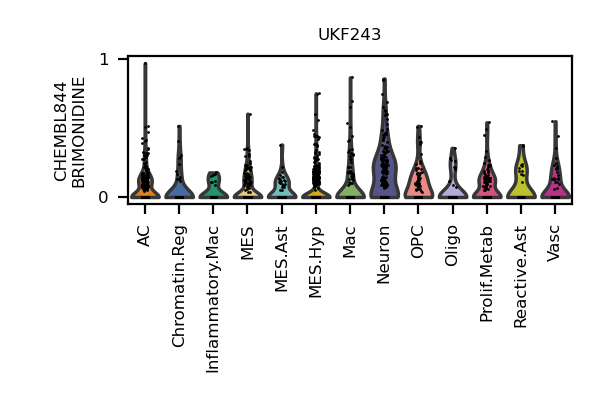 UKF243
CHEMBL844
BRIMONIDINE
1
0
AC
Chromatin.Reg
Inflammatory.Mac
MES
MES.Ast
MES.Hyp
Mac
Neuron
OPC
Oligo
Prolif.Metab
Reactive.Ast
Vasc